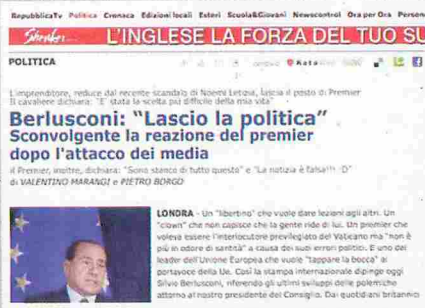 RepubblicaTv Politica Cronaca Edizioni locali Esteri Scuola&Giovani Newscontrol Ora per Ora Person
Shenker... L'INGLESE LA FORZA DEL TUO SU
POLITICA
L'imprenditore, reduce dal recente scandalo di Noemi Letizia, lascia il posto di Premier
Il cavaliere dichiara: "E' stata la scelta più difficile della mia vita"
Berlusconi: "Lascio la politica"
Sconvolgente la reazione del premier
dopo l'attacco dei media
il Premier, inoltre, dichiara: "Sono stanco di tutto questo" e "La notizia è falsa!!! :D"
di VALENTINO MARANGI e PIETRO BORGO
LONDRA - Un "libertino" che vuole dare lezioni agli altri. Un
"clown" che non capisce che la gente ride di lui. Un premier che
voleva essere l'interlocutore previlegiato del Vaticano ma "non è
più in odore di santità" a causa dei suoi errori politici. E uno dei
leader dell'Unione Europea che vuole "tappare la bocca" ai
portavoce della Ue. Così la stampa internazionale dipinge oggi
Silvio Berlusconi, riferendo gli ultimi sviluppi delle polemiche
attorno al nostro presidente del Consiglio. Dai quotidiani britannici